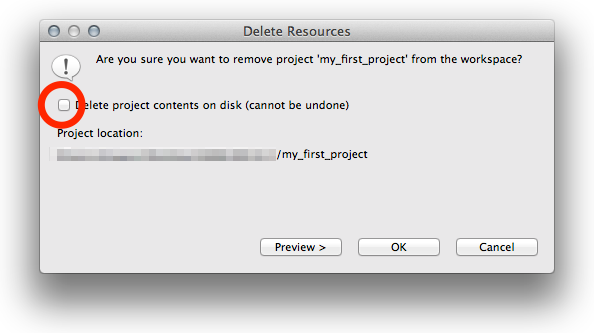 Delete Resources
Are you sure you want to remove project 'my_first_project' from the workspace?
Delete project contents on disk (cannot be undone)
Project location:
/my_first_project
Preview >
OK
Cancel